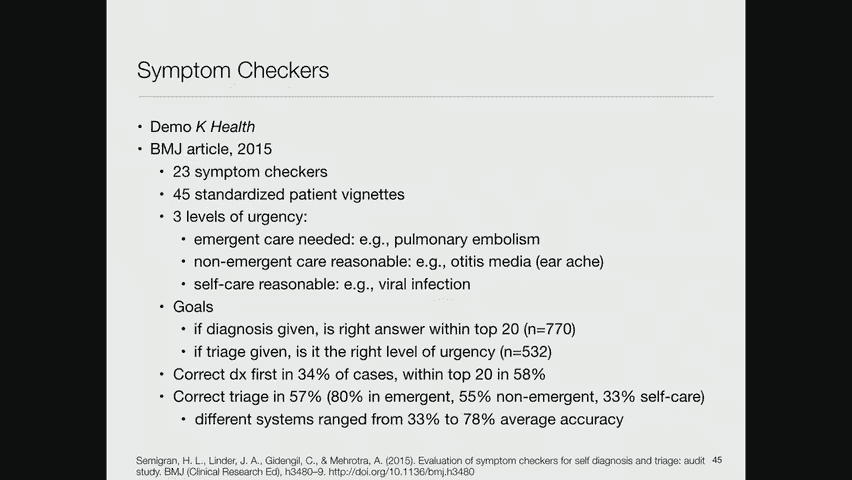 Symptom Checkers
• Demo K Health
• BMJ article, 2015
• 23 symptom checkers
• 45 standardized patient vignettes
• 3 levels of urgency:
• emergent care needed: e.g., pulmonary embolism
• non-emergent care reasonable: e.g., otitis media (ear ache)
• self-care reasonable: e.g., viral infection
• Goals
• if diagnosis given, is right answer within top 20 (n=770)
• if triage given, is it the right level of urgency (n=532)
• Correct dx first in 34% of cases, within top 20 in 58%
• Correct triage in 57% (80% in emergent, 55% non-emergent, 33% self-care)
• different systems ranged from 33% to 78% average accuracy
Semigran, H. L., Linder, J. A., Gidengil, C., & Mehrotra, A. (2015). Evaluation of symptom checkers for self diagnosis and triage: audit 45
study. BMJ (Clinical Research Ed), h3480–9. http://doi.org/10.1136/bmj.h3480